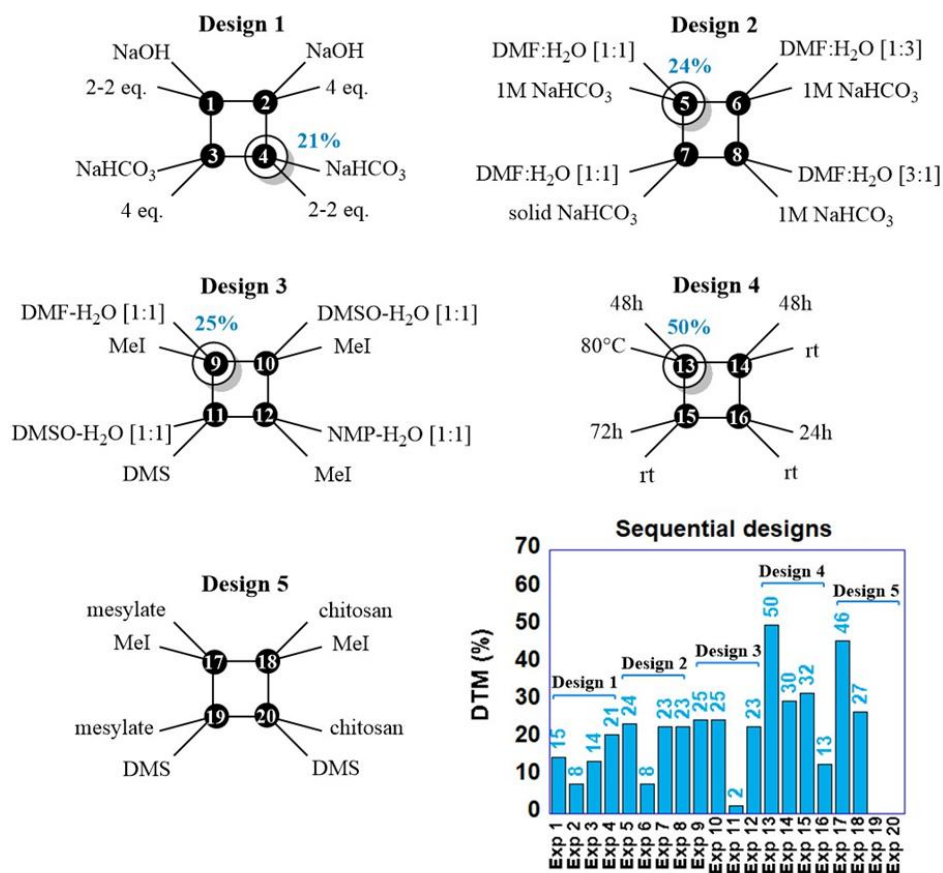 Design 1
NaOH NaOH
2-2 eq. 1 2 4 eq.
21%
NaHCO₃ 3 4 NaHCO₃
4 eq. 2-2 eq.
Design 2
DMF:H₂O [1:1] 24% DMF:H₂O [1:3]
1M NaHCO₃ 5 6 1M NaHCO₃
7 8
DMF:H₂O [1:1] DMF:H₂O [3:1]
solid NaHCO₃ 1M NaHCO₃
Design 3
DMF-H₂O [1:1] 25% DMSO-H₂O [1:1]
MeI 9 10 MeI
11 12
DMSO-H₂O [1:1] NMP-H₂O [1:1]
DMS MeI
Design 4
48h 50% 48h
80°C 13 14 rt
15 16
72h 24h
rt rt
Design 5
mesylate chitosan
MeI 17 18 MeI
mesylate 19 20 chitosan
DMS DMS
Sequential designs
DTM (%)
70
60
50
40
30
20
10
0
Design 1
Design 2
Design 3
Design 4
Design 5
15
8
14
21
24
8
23
23
25
25
2
23
50
30
32
13
46
27
Exp 1
Exp 2
Exp 3
Exp 4
Exp 5
Exp 6
Exp 7
Exp 8
Exp 9
Exp 10
Exp 11
Exp 12
Exp 13
Exp 14
Exp 15
Exp 16
Exp 17
Exp 18
Exp 19
Exp 20